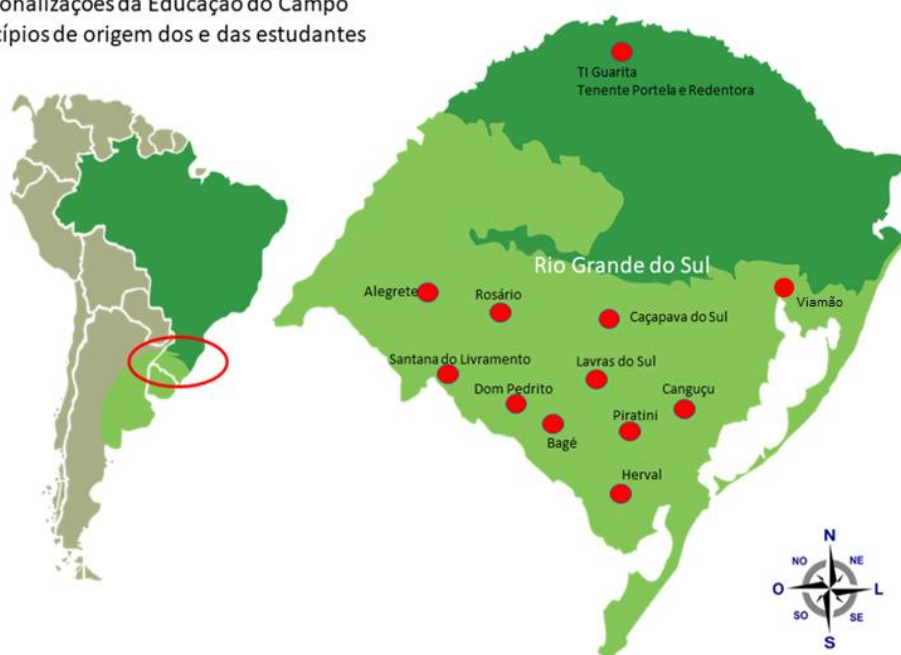 onalizações da Educação do Campo
cípios de origem dos e das estudantes
TI Guarita
Tenente Portela e Redentora
Rio Grande do Sul
Alegrete
Rosário
Viamão
Caçapava do Sul
Santana do Livramento
Lavras do Sul
Dom Pedrito
Canguçu
Piratini
Bagé
Herval
N
NO
NE
O
L
SO
SE
S